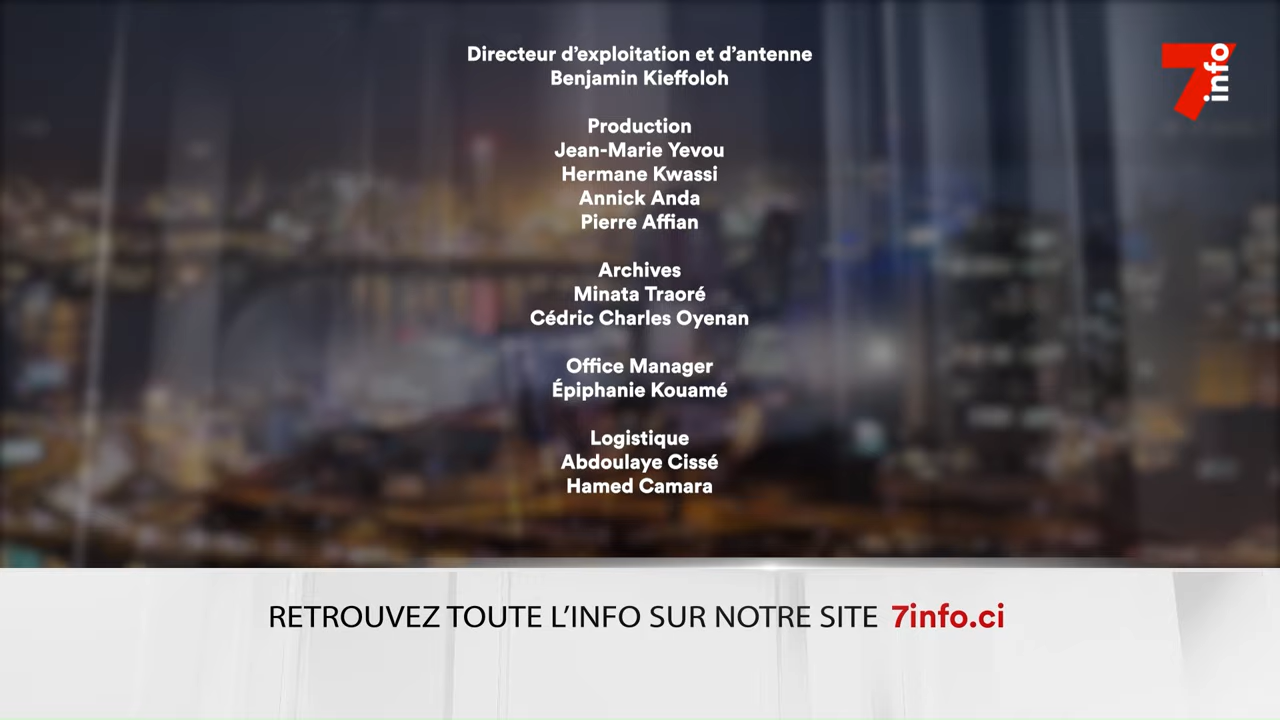 Directeur d’exploitation et d’antenne
Benjamin Kieffoloh
Production
Jean-Marie Yevou
Hermane Kwassi
Annick Anda
Pierre Affian
Archives
Minata Traoré
Cédric Charles Oyenan
Office Manager
Épiphanie Kouamé
Logistique
Abdoulaye Cissé
Hamed Camara
7info
RETROUVEZ TOUTE L’INFO SUR NOTRE SITE 7info.ci